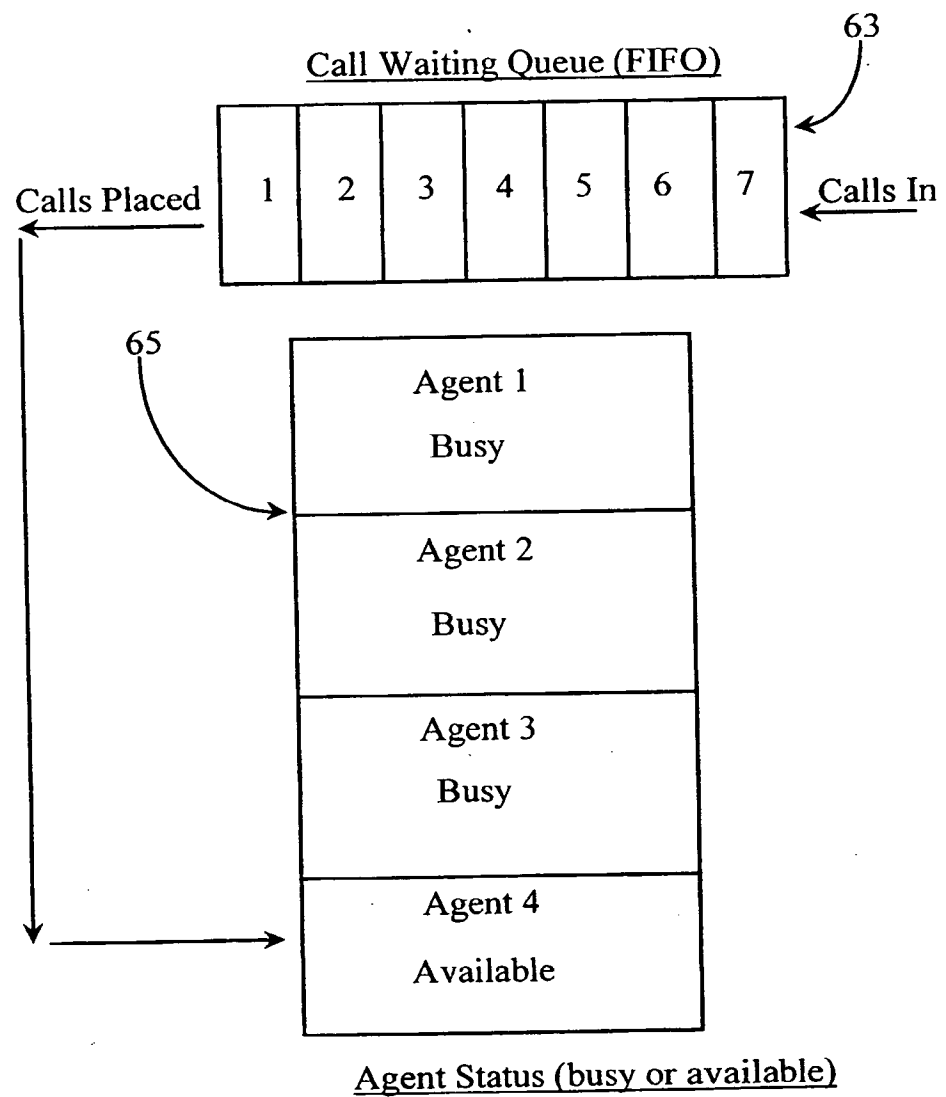 63
Call Waiting Queue (FIFO)
1 2 3 4 5 6 7
Calls Placed
Calls In
65
Agent 1
Busy
Agent 2
Busy
Agent 3
Busy
Agent 4
Available
Agent Status (busy or available)